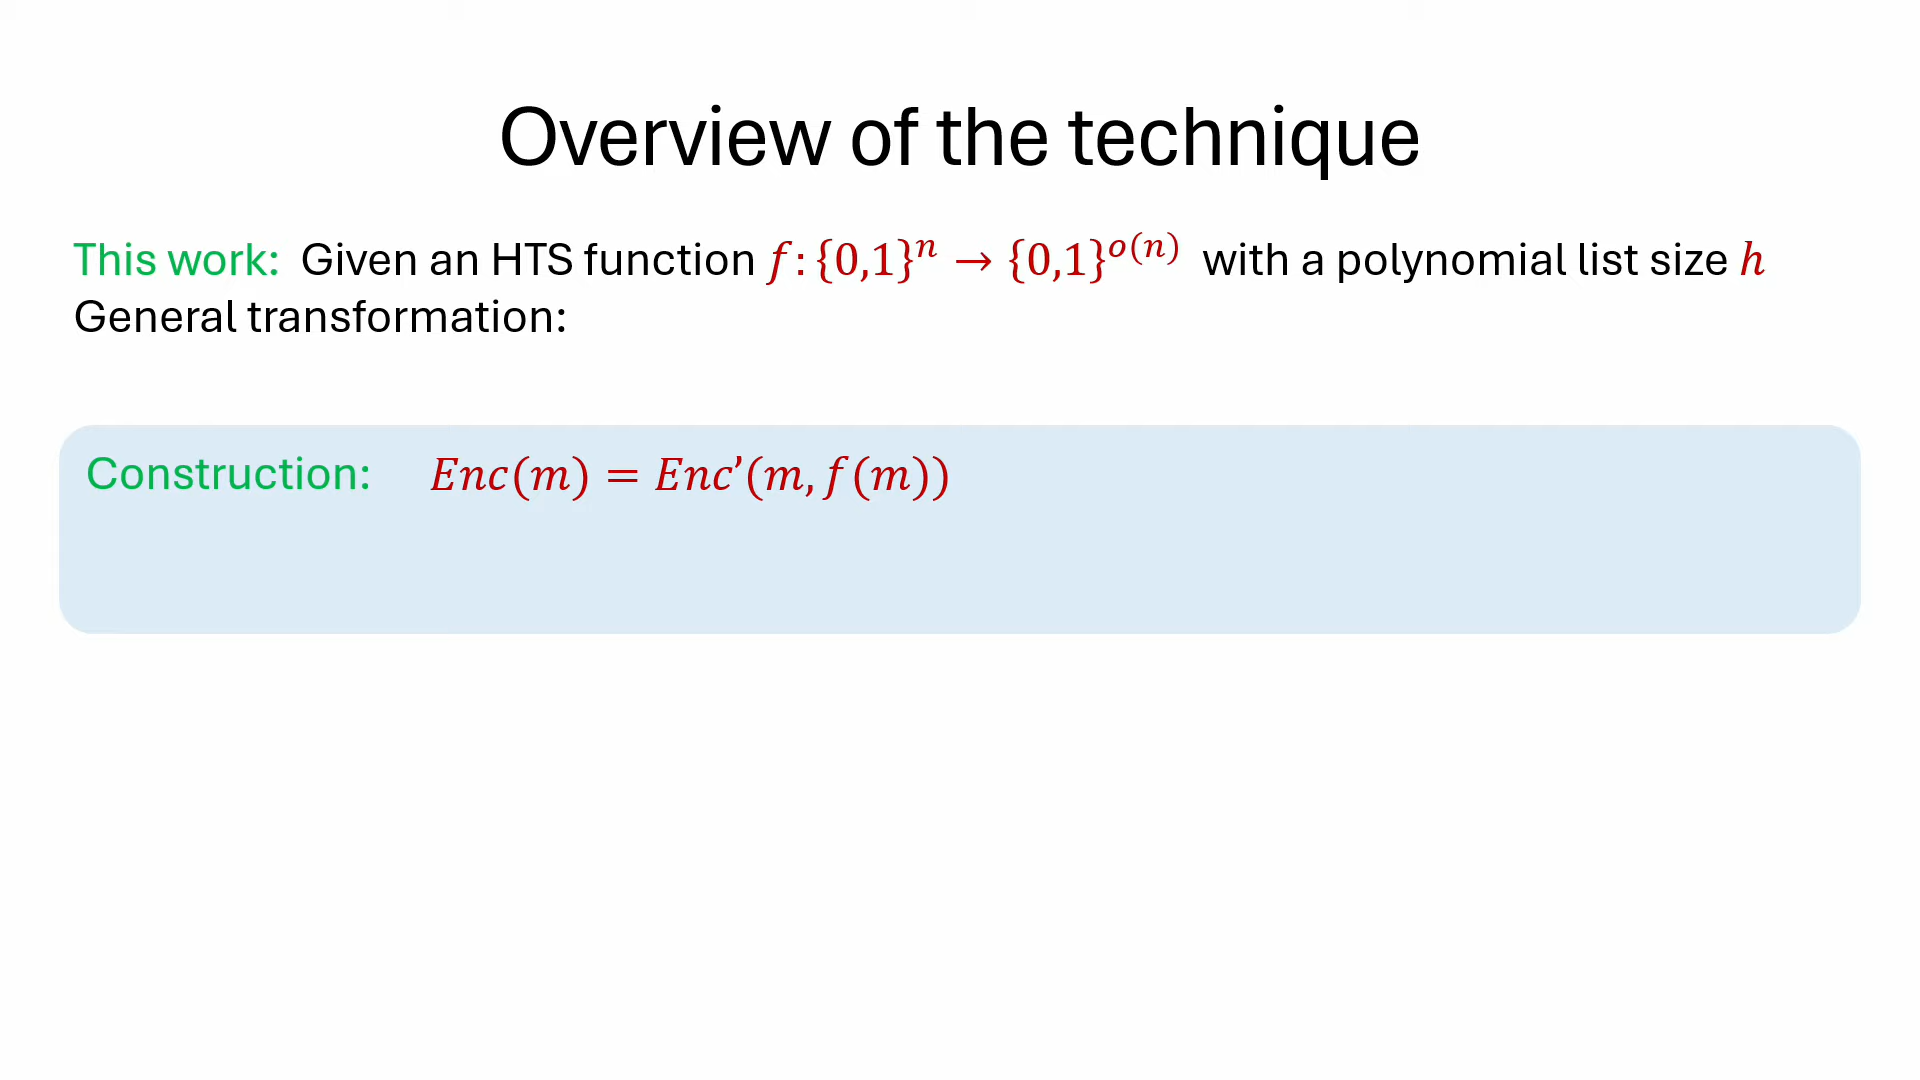 Overview of the technique
This work: Given an HTS function f:{0,1}ⁿ → {0,1}ᵒ⁽ⁿ⁾ with a polynomial list size h
General transformation:
Construction: Enc(m) = Enc’(m, f(m))